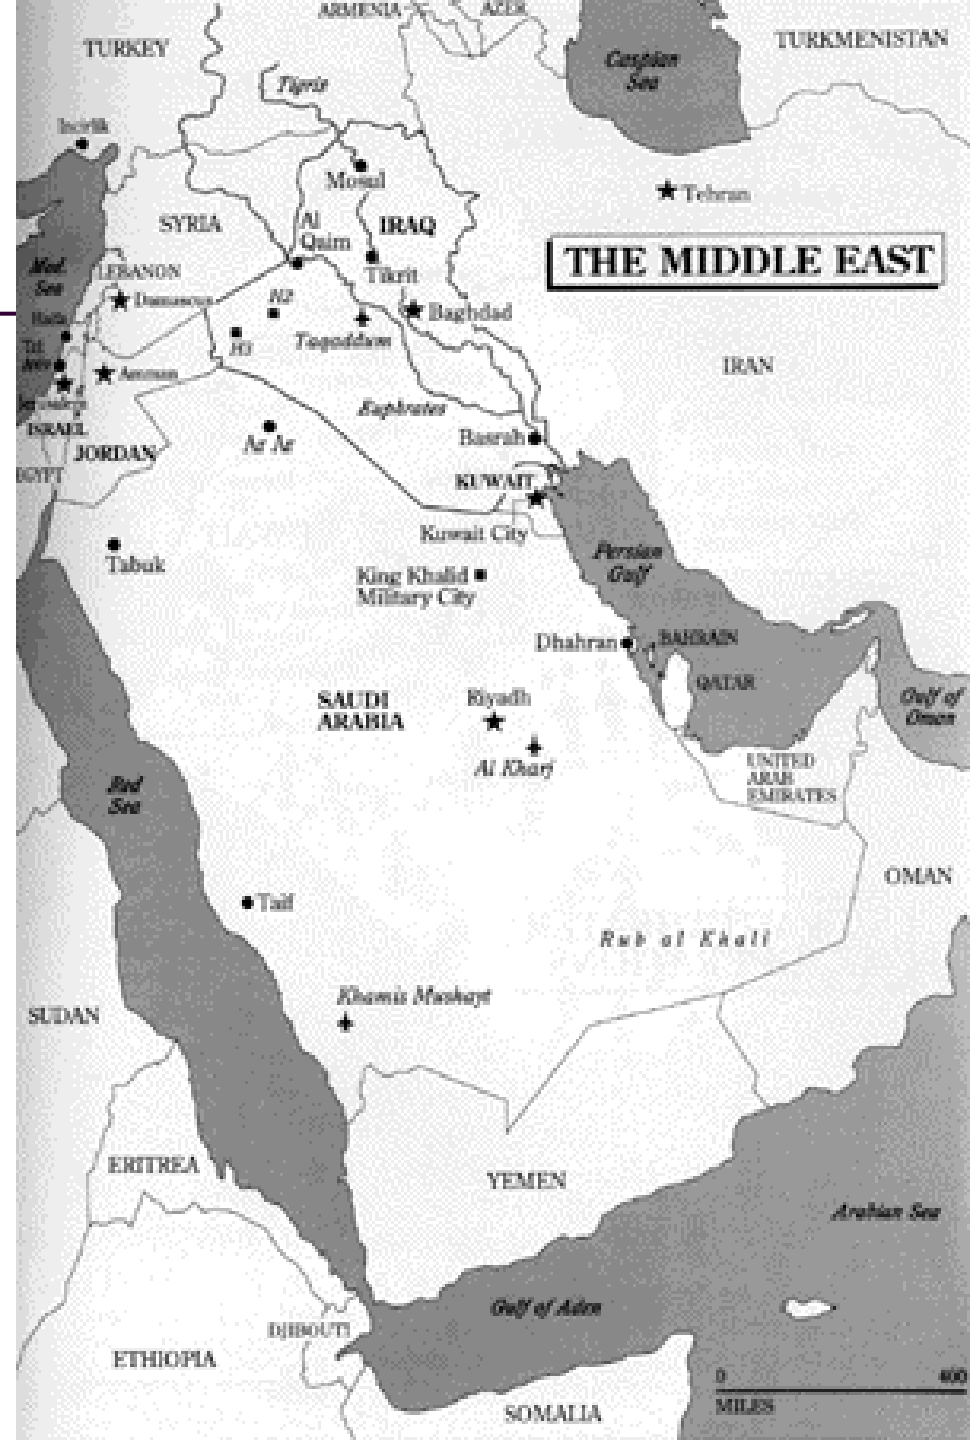 ARMENIA
AZER
TURKEY
Caspian
Sea
TURKMENISTAN
Tigris
Incirlik
Mosul
Tehran
SYRIA
Al
Qaim
IRAQ
THE MIDDLE EAST
Med.
Sea
LEBANON
Tikrit
Damascus
H2
Baghdad
Haifa
Tel
Aviv
H3
Taqaddum
IRAN
Amman
Jerusalem
Euphrates
ISRAEL
Ar Ar
Basrah
JORDAN
EGYPT
KUWAIT
Kuwait City
Tabuk
Persian
Gulf
King Khalid
Military City
Dhahran
BAHRAIN
QATAR
SAUDI
ARABIA
Riyadh
Gulf of
Oman
Al Kharj
UNITED
ARAB
EMIRATES
Red
Sea
OMAN
Taif
Rub al Khali
Khamis Mushayt
SUDAN
ERITREA
YEMEN
Arabian Sea
Gulf of Aden
DJIBOUTI
ETHIOPIA
0 400
MILES
SOMALIA